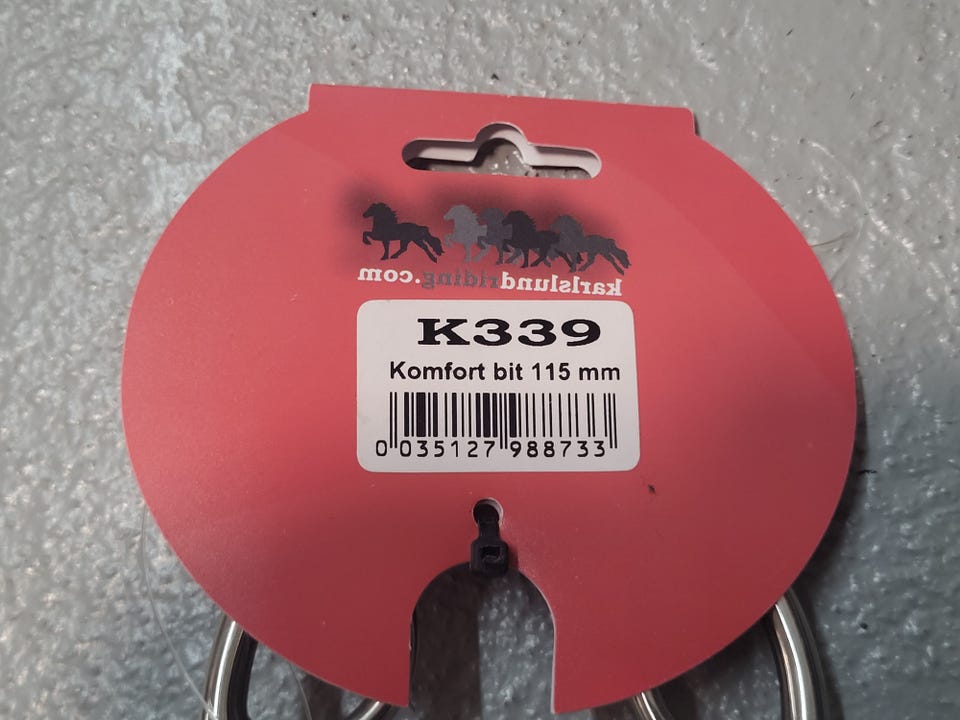 karlslundriding.com
K339
Komfort bit 115 mm
0 035127 988733